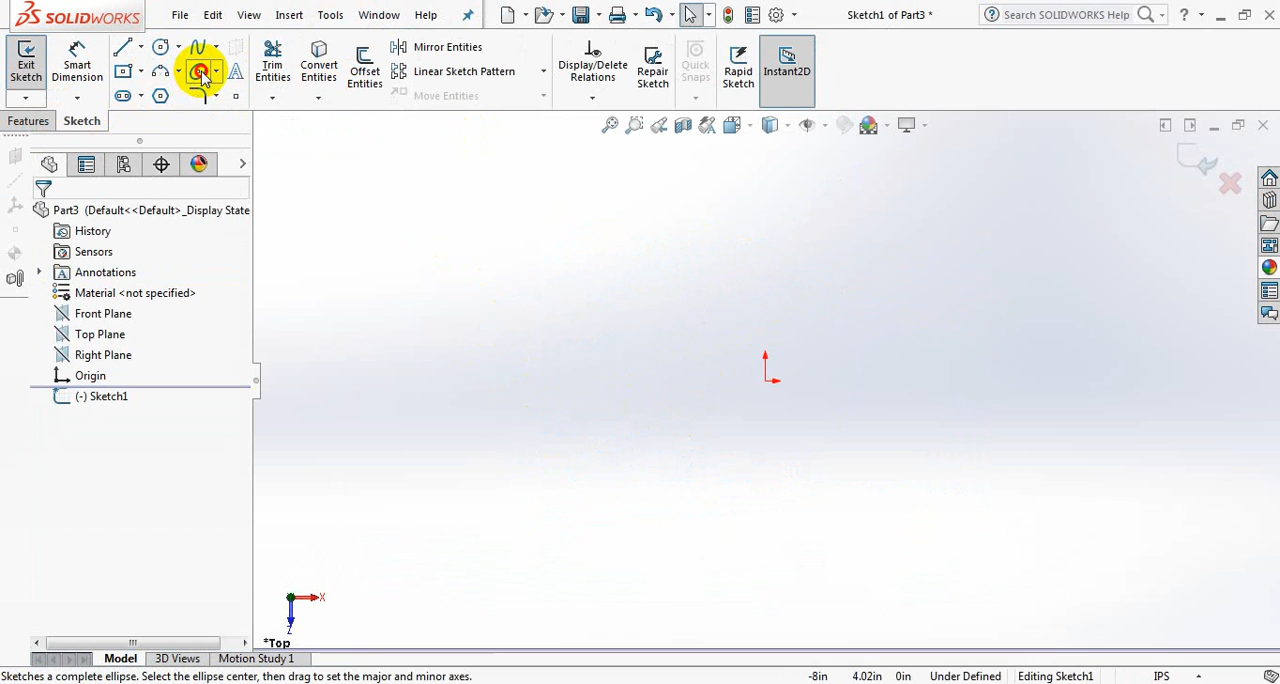 SOLIDWORKS
File Edit View Insert Tools Window Help
Sketch1 of Part3 *
Search SOLIDWORKS Help
?
Exit Sketch
Smart Dimension
Trim Entities
Convert Entities
Offset Entities
Mirror Entities
Linear Sketch Pattern
Move Entities
Display/Delete Relations
Repair Sketch
Quick Snaps
Rapid Sketch
Instant2D
Features Sketch
Part3 (Default<<Default>_Display State
History
Sensors
Annotations
Material <not specified>
Front Plane
Top Plane
Right Plane
Origin
(-) Sketch1
X
Z
*Top
Model 3D Views Motion Study 1
Sketches a complete ellipse. Select the ellipse center, then drag to set the major and minor axes. -8in 4.02in 0in Under Defined Editing Sketch1 IPS